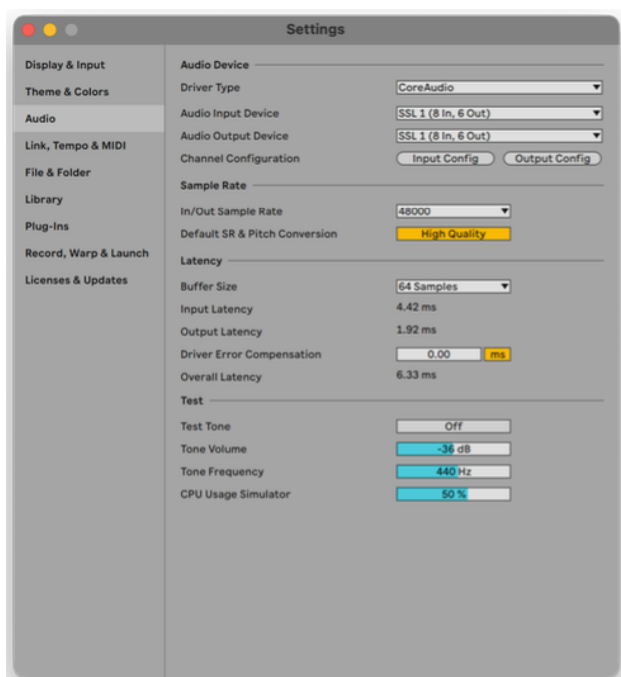 Settings
Display & Input
Theme & Colors
Audio
Link, Tempo & MIDI
File & Folder
Library
Plug-Ins
Record, Warp & Launch
Licenses & Updates
Audio Device
Driver Type CoreAudio
Audio Input Device SSL 1 (8 In, 6 Out)
Audio Output Device SSL 1 (8 In, 6 Out)
Channel Configuration Input Config Output Config
Sample Rate
In/Out Sample Rate 48000
Default SR & Pitch Conversion High Quality
Latency
Buffer Size 64 Samples
Input Latency 4.42 ms
Output Latency 1.92 ms
Driver Error Compensation 0.00 ms
Overall Latency 6.33 ms
Test
Test Tone Off
Tone Volume -36 dB
Tone Frequency 440 Hz
CPU Usage Simulator 50 %